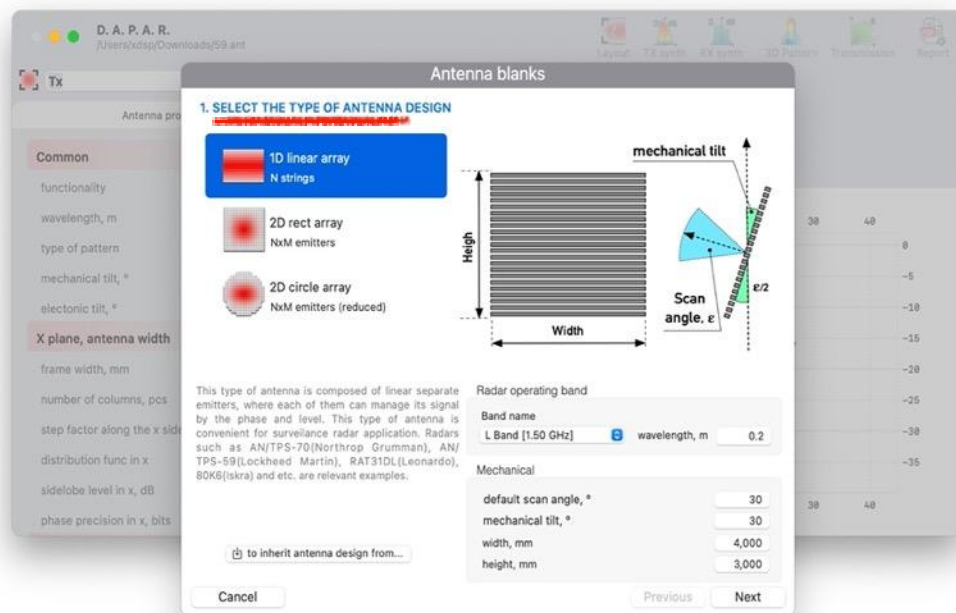 D. A. P. A. R.
/Users/xdsp/Downloads/59.ant
Layout
TX synth
RX synth
3D Pattern
Transmission
Report
Tx
Antenna pro
Common
functionality
wavelength, m
type of pattern
mechanical tilt, °
electonic tilt, °
X plane, antenna width
frame width, mm
number of columns, pcs
step factor along the x side
distribution func in x
sidelobe level in x, dB
phase precision in x, bits
Antenna blanks
1. SELECT THE TYPE OF ANTENNA DESIGN
1D linear array
N strings
2D rect array
NxM emitters
2D circle array
NxM emitters (reduced)
Heigh
Width
mechanical tilt
Scan
angle, ε
ε/2
This type of antenna is composed of linear separate
emitters, where each of them can manage its signal
by the phase and level. This type of antenna is
convenient for surveilance radar application. Radars
such as AN/TPS-70(Northrop Grumman), AN/
TPS-59(Lockheed Martin), RAT31DL(Leonardo),
80K6(Iskra) and etc. are relevant examples.
to inherit antenna design from...
Radar operating band
Band name
L Band [1.50 GHz]
wavelength, m
0.2
Mechanical
default scan angle, °
30
mechanical tilt, °
30
width, mm
4,000
height, mm
3,000
Cancel
Previous
Next
30
40
0
-5
-10
-15
-20
-25
-30
-35
30
40